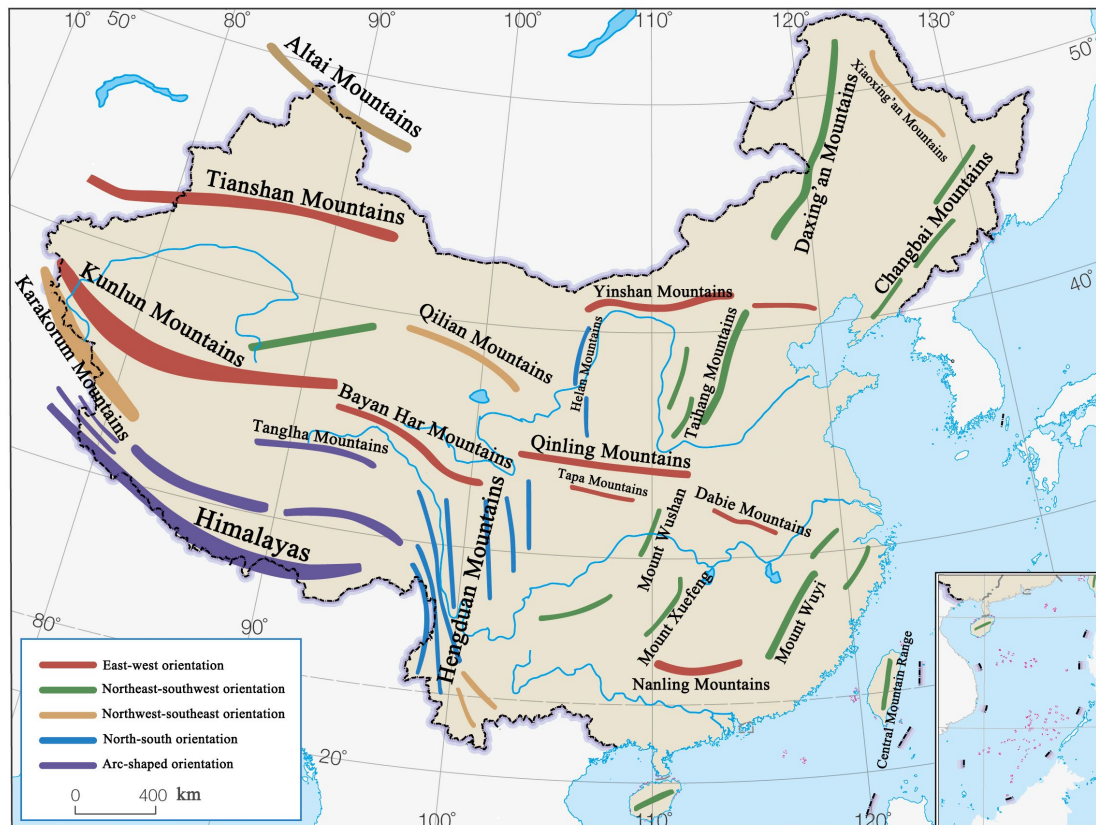 10° 50° 80° 90° 100° 110° 120° 130°
50°
Altai Mountains
Tianshan Mountains
Xiaoxing'an Mountains
Daxing'an Mountains
Changbai Mountains
Kunlun Mountains
Karakorum Mountains
Qilian Mountains
Yinshan Mountains
40°
Helan Mountains
Taihang Mountains
Bayan Har Mountains
Tanglha Mountains
Qinling Mountains
Tapa Mountains
Dabie Mountains
Himalayas
Hengduan Mountains
Mount Wushan
30°
Mount Xuefeng
Mount Wuyi
Nanling Mountains
Central Mountain Range
80°
90°
East-west orientation
Northeast-southwest orientation
Northwest-southeast orientation
North-south orientation
Arc-shaped orientation
0 400 km
20°
100° 110° 120°